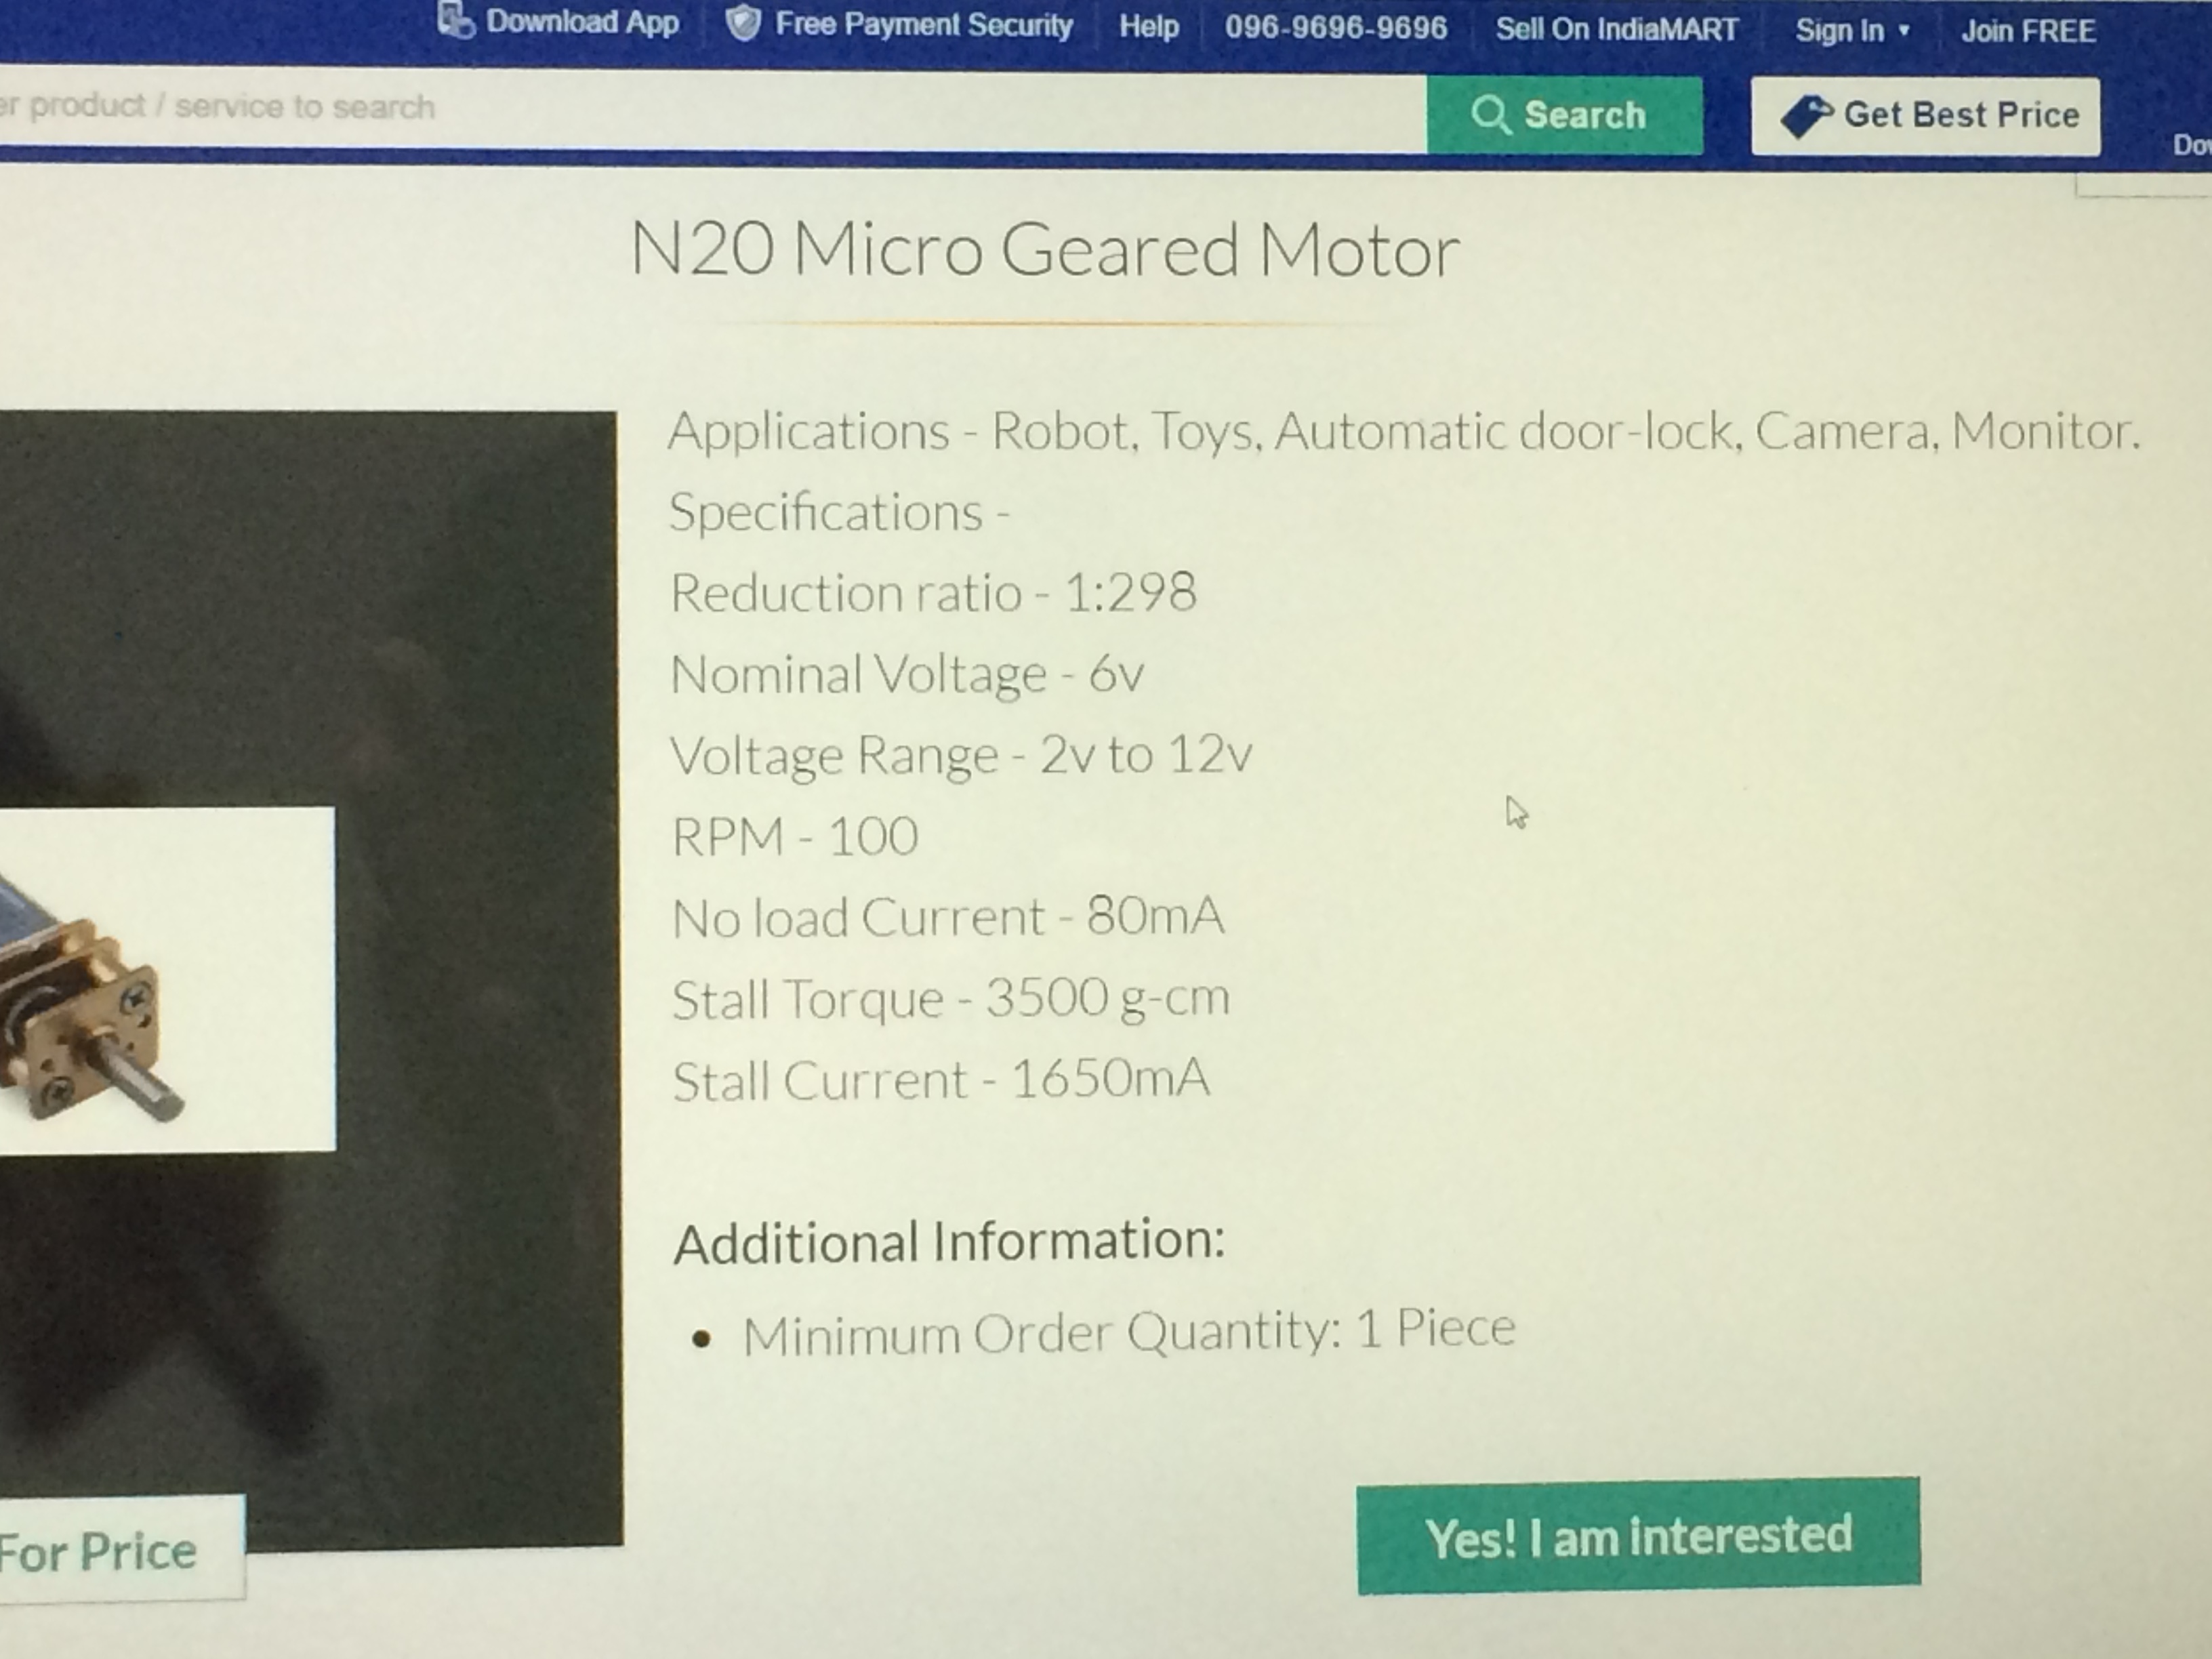 Download App Free Payment Security Help 096-9696-9696 Sell On IndiaMART Sign In Join FREE
product / service to search Search Get Best Price
N20 Micro Geared Motor
Applications - Robot, Toys, Automatic door-lock, Camera, Monitor.
Specifications -
Reduction ratio - 1:298
Nominal Voltage - 6v
Voltage Range - 2v to 12v
RPM - 100
No load Current - 80mA
Stall Torque - 3500 g-cm
Stall Current - 1650mA
Additional Information:
• Minimum Order Quantity: 1 Piece
For Price
Yes! I am interested